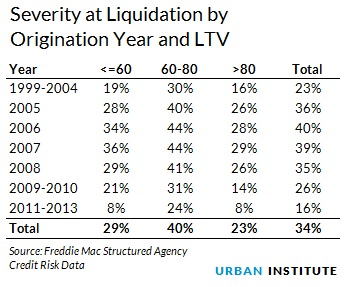 Severity at Liquidation by
Origination Year and LTV
Year <=60 60-80 >80 Total
1999-2004 19% 30% 16% 23%
2005 28% 40% 26% 36%
2006 34% 44% 28% 40%
2007 36% 44% 29% 39%
2008 29% 41% 26% 35%
2009-2010 21% 31% 14% 26%
2011-2013 8% 24% 8% 16%
Total 29% 40% 23% 34%
Source: Freddie Mac Structured Agency
Credit Risk Data
URBAN INSTITUTE